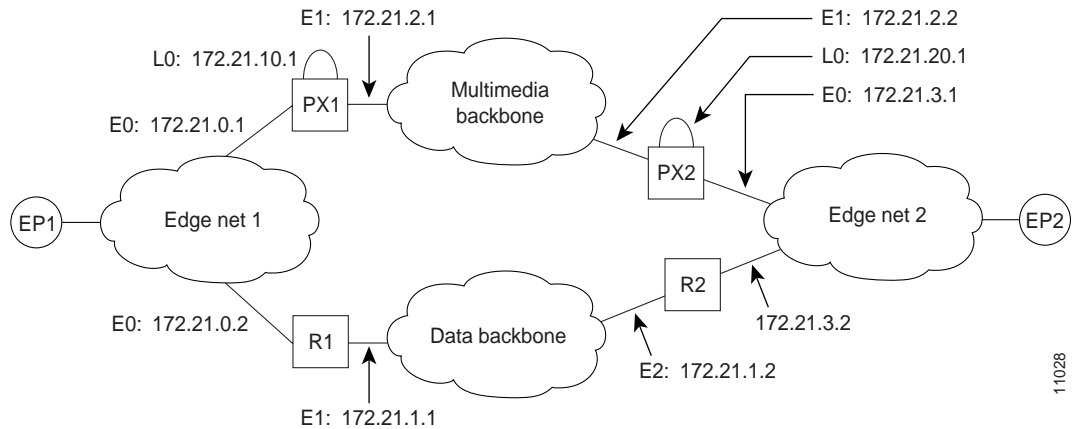 E1: 172.21.2.1
E1: 172.21.2.2
L0: 172.21.10.1
L0: 172.21.20.1
PX1
Multimedia
backbone
E0: 172.21.3.1
E0: 172.21.0.1
PX2
EP1
Edge net 1
Edge net 2
EP2
R2
E0: 172.21.0.2
R1
Data backbone
172.21.3.2
E2: 172.21.1.2
E1: 172.21.1.1
11028